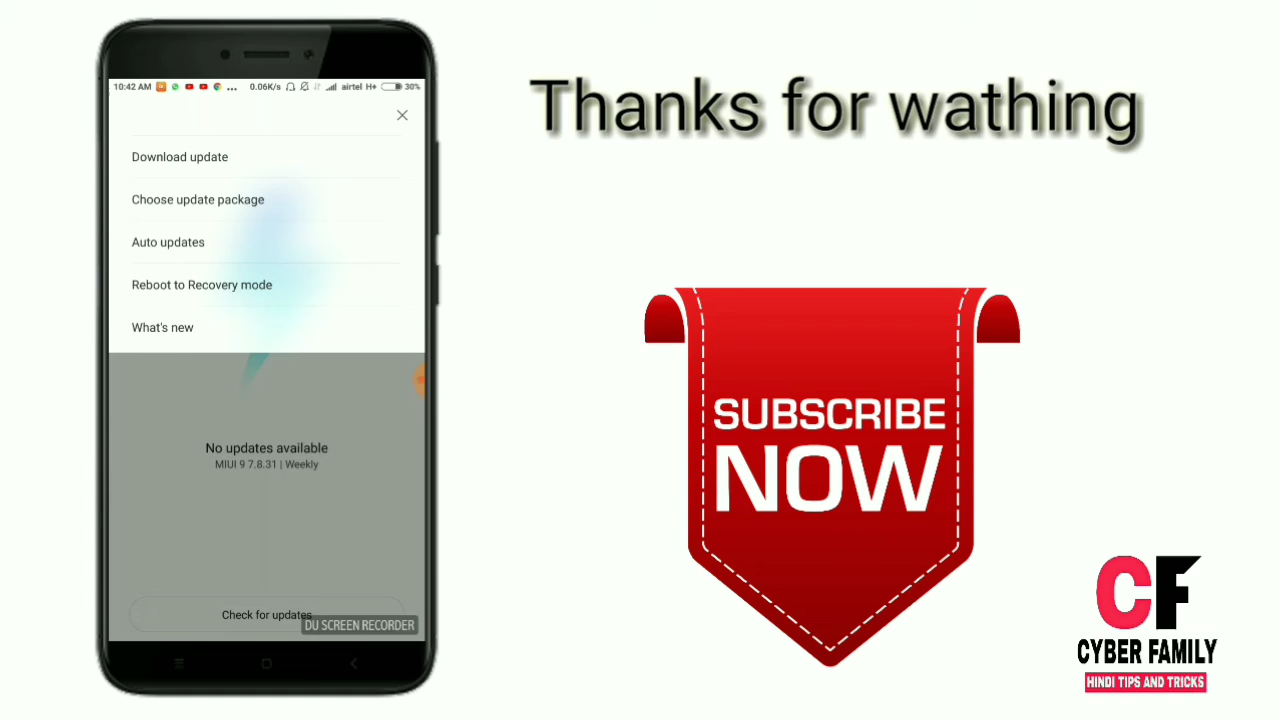 10:42 AM ... 0.06K/s airtel H+ 30%
Download update
Choose update package
Auto updates
Reboot to Recovery mode
What's new
No updates available
MIUI 9 7.8.31 | Weekly
Check for updates
DU SCREEN RECORDER
Thanks for wathing
SUBSCRIBE
NOW
CF
CYBER FAMILY
HINDI TIPS AND TRICKS